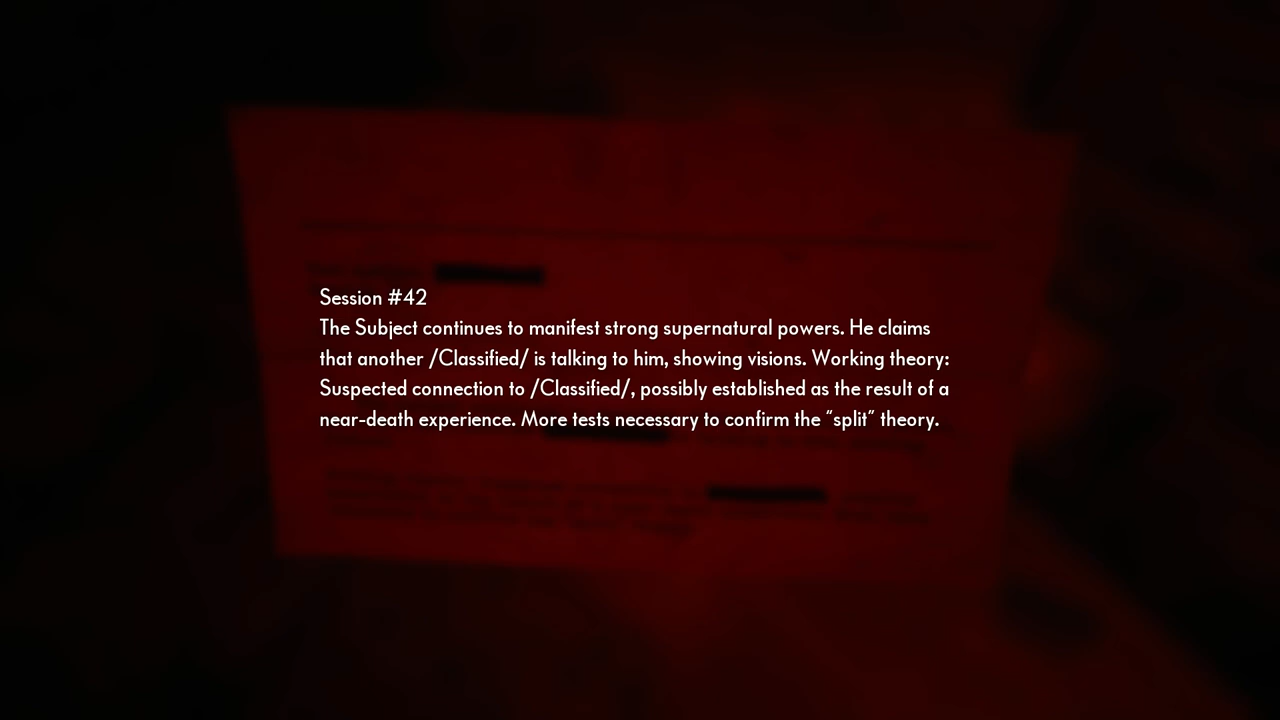 Session #42
The Subject continues to manifest strong supernatural powers. He claims
that another /Classified/ is talking to him, showing visions. Working theory:
Suspected connection to /Classified/, possibly established as the result of a
near-death experience. More tests necessary to confirm the “split” theory.